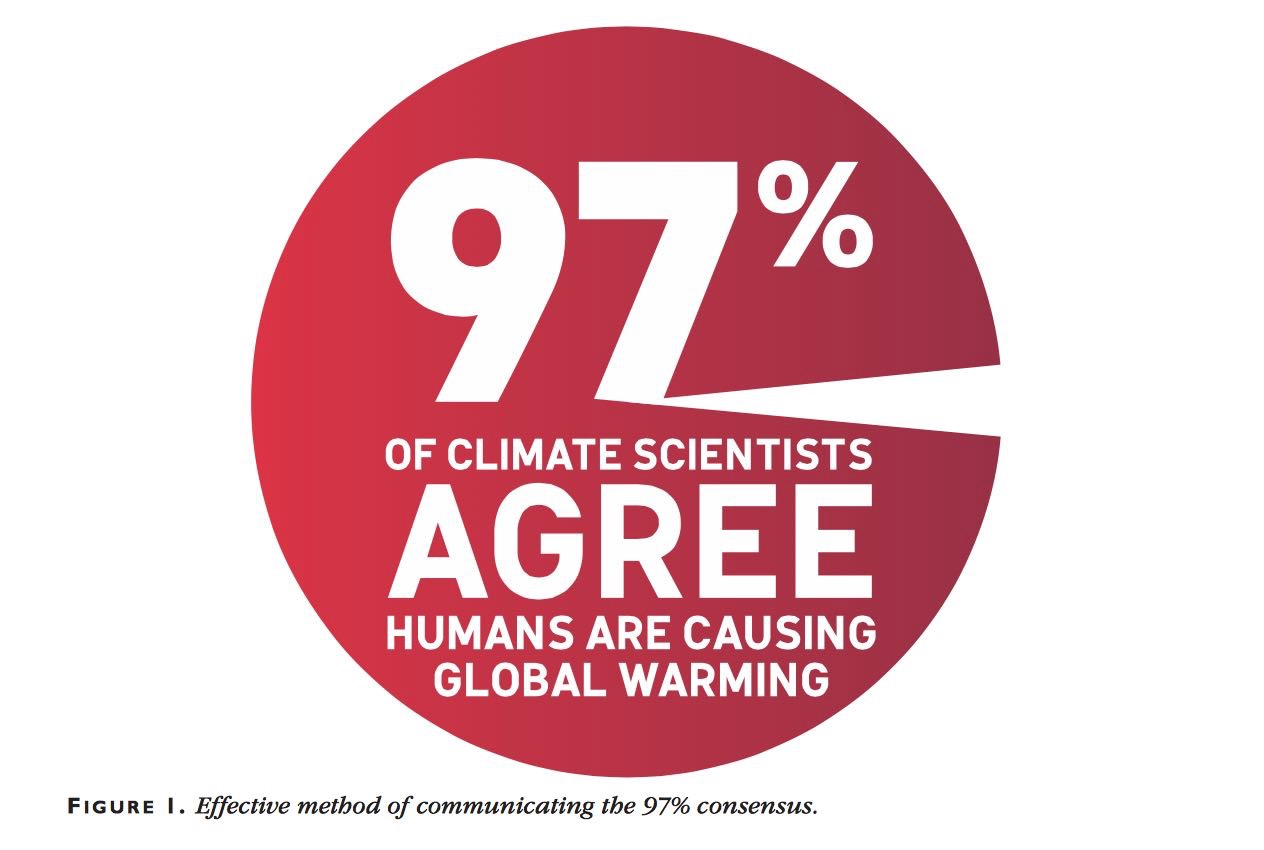 97%
OF CLIMATE SCIENTISTS
AGREE
HUMANS ARE CAUSING
GLOBAL WARMING
FIGURE 1. Effective method of communicating the 97% consensus.